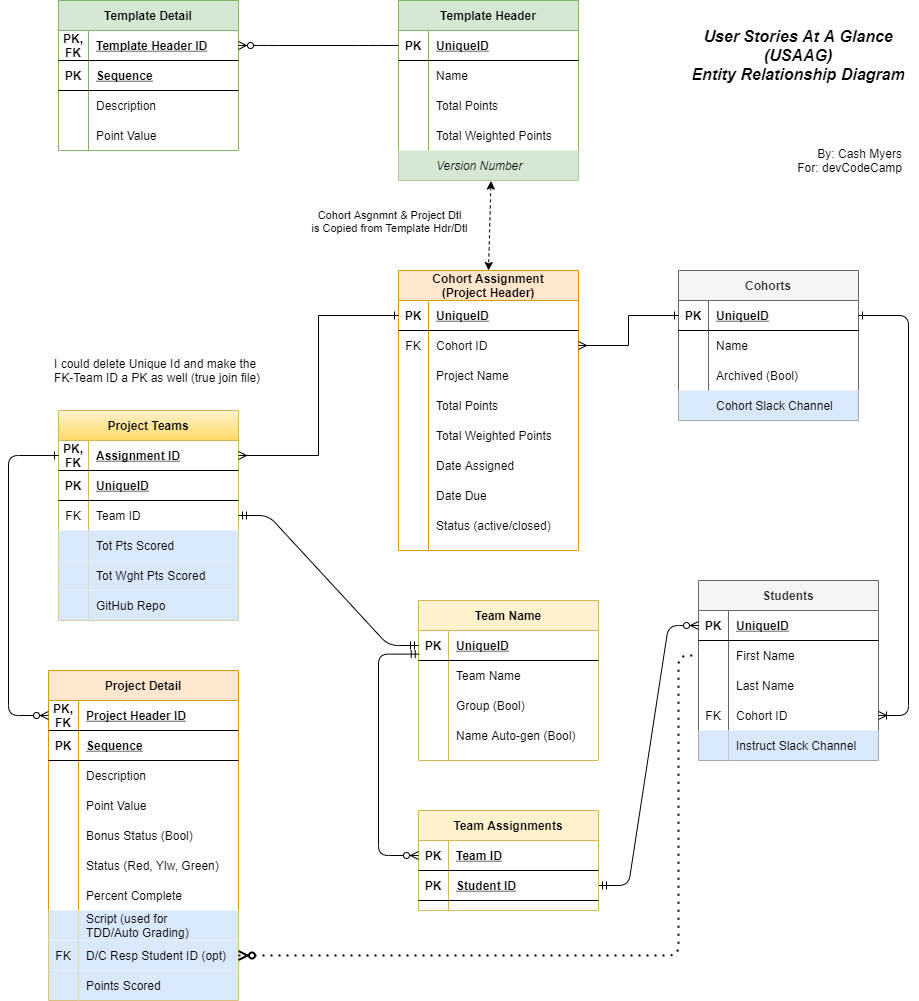 Template Detail
PK,
FK
Template Header ID
PK
Sequence
Description
Point Value
Template Header
PK
UniqueID
Name
Total Points
Total Weighted Points
Version Number
User Stories At A Glance
(USAAG)
Entity Relationship Diagram
By: Cash Myers
For: devCodeCamp
Cohort Asgnmnt & Project Dtl
is Copied from Template Hdr/Dtl
Cohort Assignment
(Project Header)
PK
UniqueID
FK
Cohort ID
Project Name
Total Points
Total Weighted Points
Date Assigned
Date Due
Status (active/closed)
Cohorts
PK
UniqueID
Name
Archived (Bool)
Cohort Slack Channel
I could delete Unique Id and make the
FK-Team ID a PK as well (true join file)
Project Teams
PK,
FK
Assignment ID
PK
UniqueID
FK
Team ID
Tot Pts Scored
Tot Wght Pts Scored
GitHub Repo
Team Name
PK
UniqueID
Team Name
Group (Bool)
Name Auto-gen (Bool)
Students
PK
UniqueID
First Name
Last Name
FK
Cohort ID
Instruct Slack Channel
Project Detail
PK,
FK
Project Header ID
PK
Sequence
Description
Point Value
Bonus Status (Bool)
Status (Red, Ylw, Green)
Percent Complete
Script (used for
TDD/Auto Grading)
FK
D/C Resp Student ID (opt)
Points Scored
Team Assignments
PK
Team ID
PK
Student ID